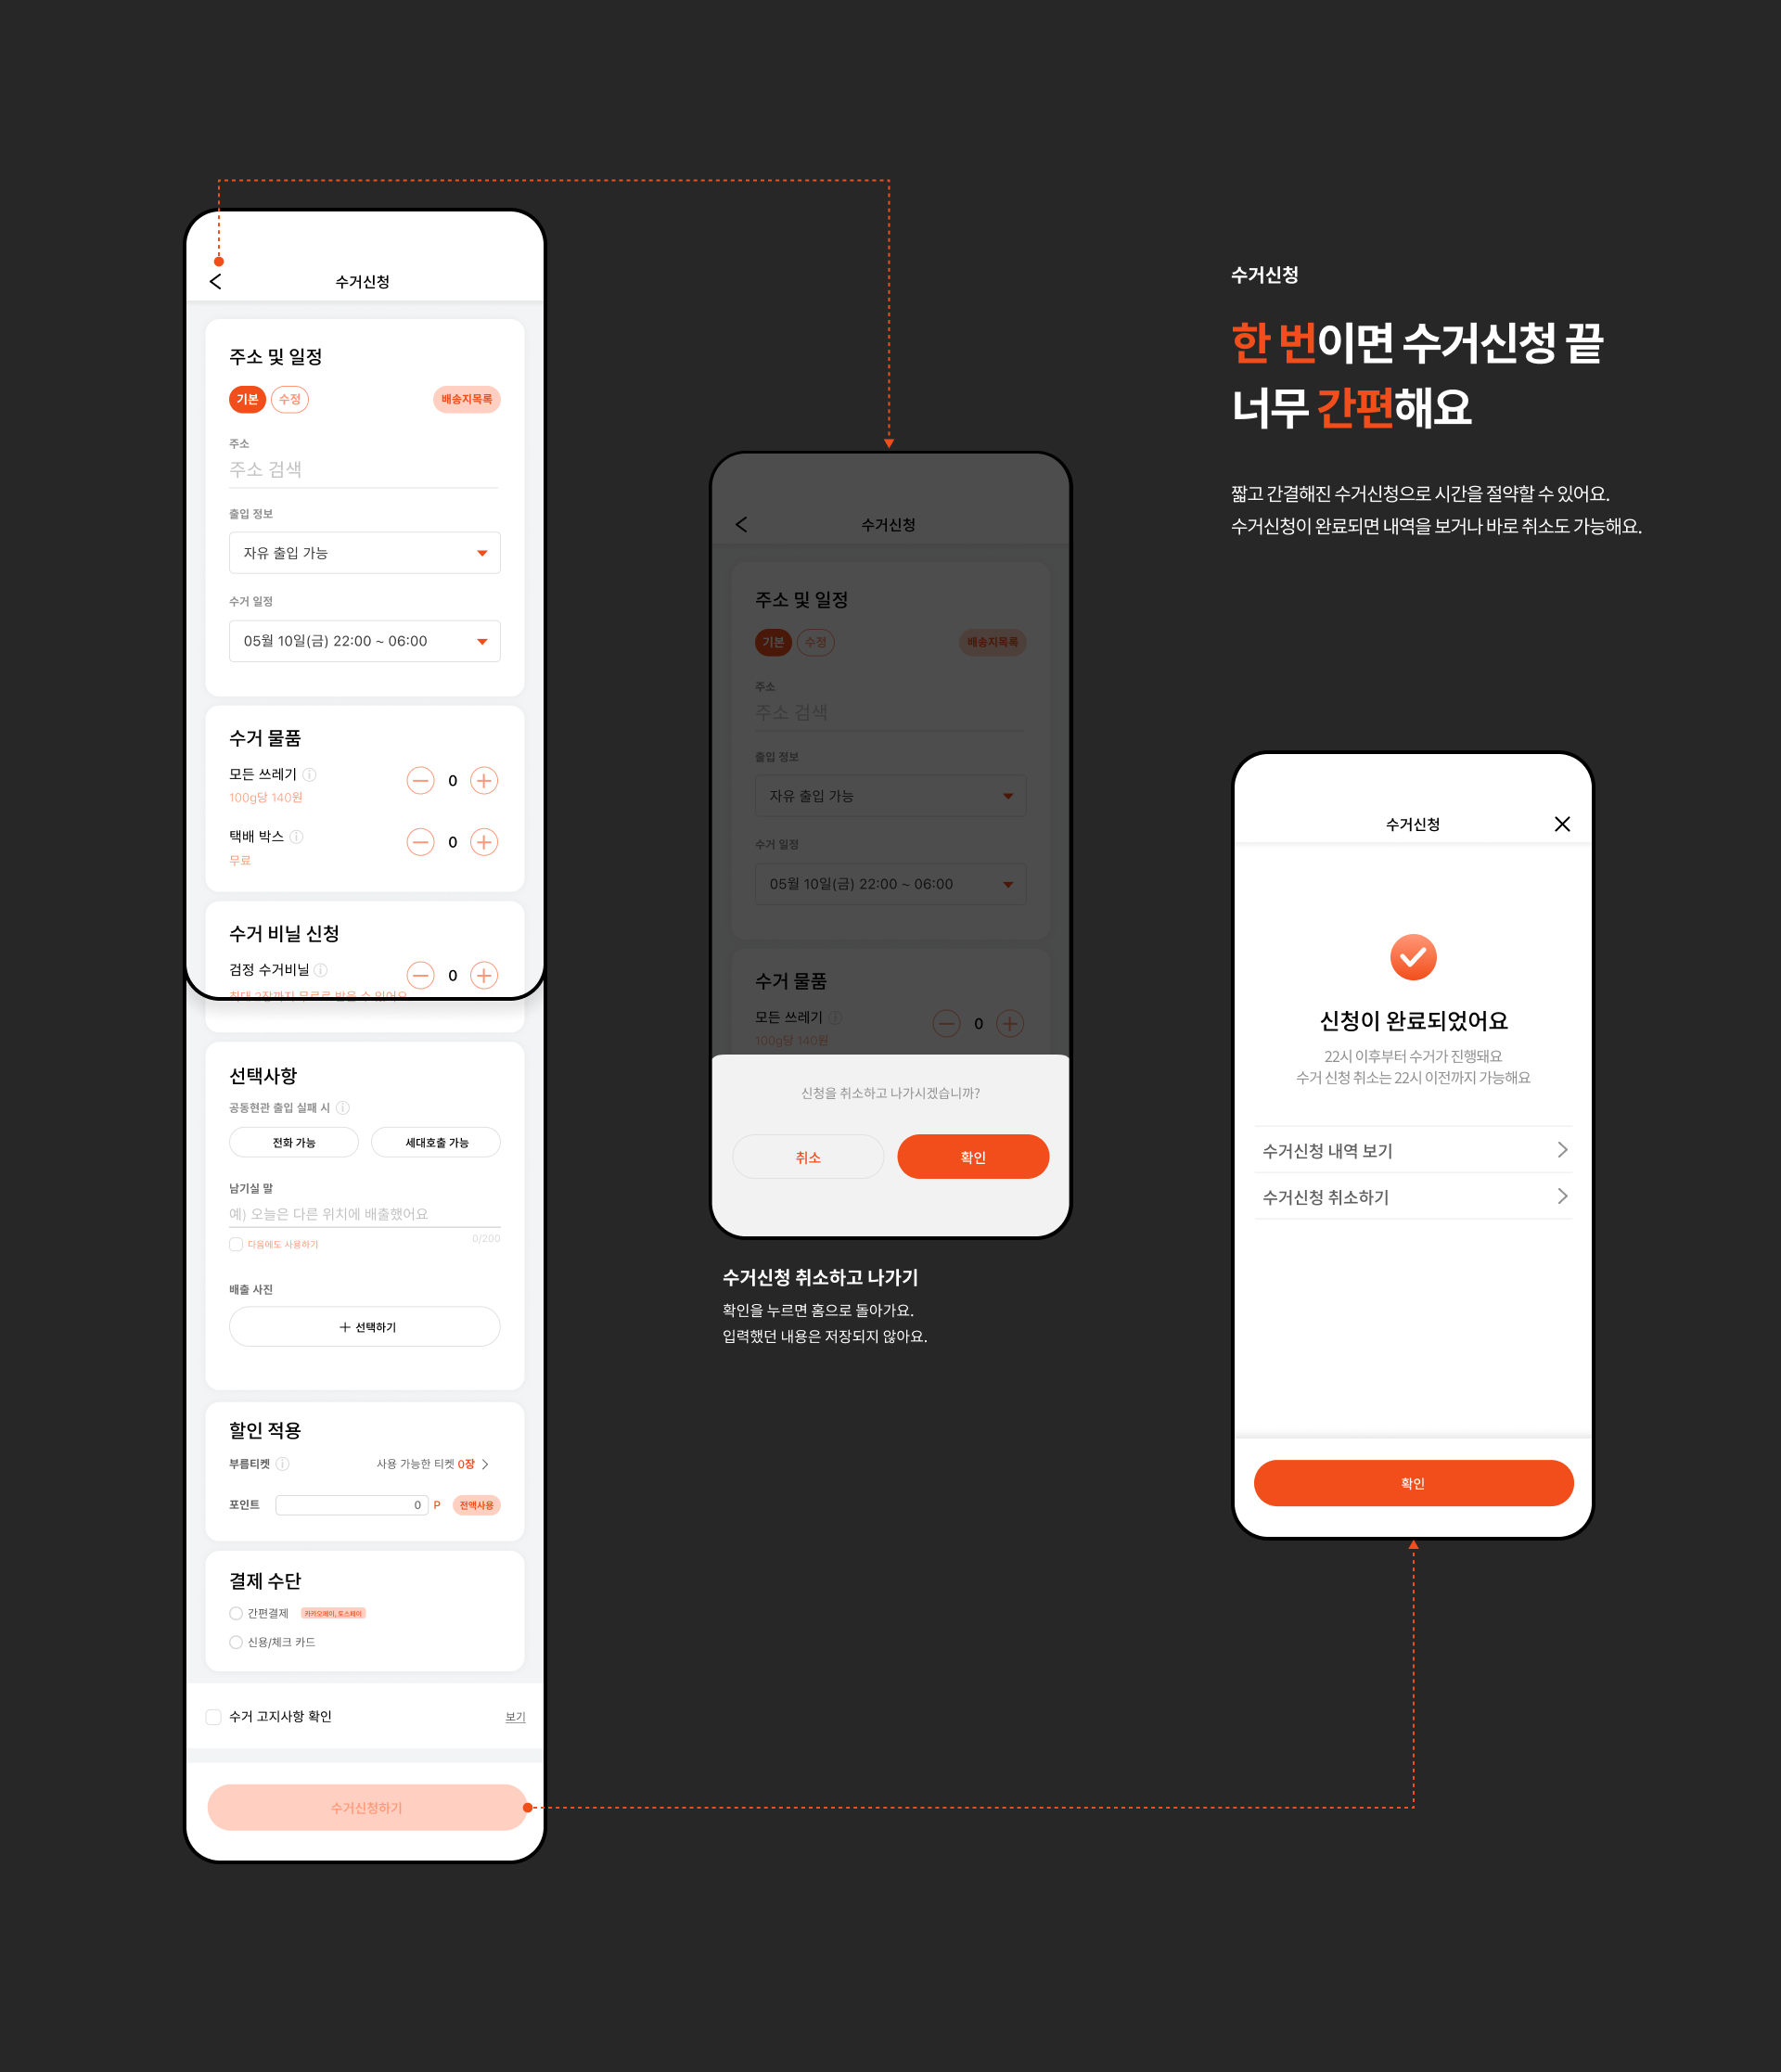 수거신청
주소 및 일정
기본 수정 배송지목록
주소
주소 검색
출입 정보
자유 출입 가능
수거 일정
05월 10일(금) 22:00 ~ 06:00
수거 물품
모든 쓰레기
0
100g당 140원
택배 박스
0
무료
수거 비닐 신청
검정 수거비닐
0
최대 2장까지 무료로 받을 수 있어요
선택사항
공동현관 출입 실패 시
전화 가능 세대호출 가능
남기실 말
예) 오늘은 다른 위치에 배출했어요
다음에도 사용하기 0/200
배출 사진
선택하기
할인 적용
부름티켓 사용 가능한 티켓 0장
포인트 0 P 전액사용
결제 수단
간편결제 카카오페이, 토스페이
신용/체크 카드
수거 고지사항 확인 보기
수거신청하기
수거신청
주소 및 일정
기본 수정 배송지목록
주소
주소 검색
출입 정보
자유 출입 가능
수거 일정
05월 10일(금) 22:00 ~ 06:00
수거 물품
모든 쓰레기
0
100g당 140원
신청을 취소하고 나가시겠습니까?
취소 확인
수거신청 취소하고 나가기
확인을 누르면 홈으로 돌아가요.
입력했던 내용은 저장되지 않아요.
수거신청
한 번이면 수거신청 끝
너무 간편해요
짧고 간결해진 수거신청으로 시간을 절약할 수 있어요.
수거신청이 완료되면 내역을 보거나 바로 취소도 가능해요.
수거신청
신청이 완료되었어요
22시 이후부터 수거가 진행돼요
수거 신청 취소는 22시 이전까지 가능해요
수거신청 내역 보기
수거신청 취소하기
확인